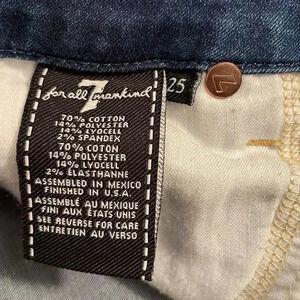 for all 7 mankind
25
70% COTTON
14% POLYESTER
14% LYOCELL
2% SPANDEX
70% COTON
14% POLYESTER
14% LYOCELL
2% ÉLASTHANNE
ASSEMBLED IN MEXICO
FINISHED IN U.S.A.
ASSEMBLÉ AU MEXIQUE
FINI AUX ÉTATS UNIS
SEE REVERSE FOR CARE
ENTRETIEN AU VERSO
7